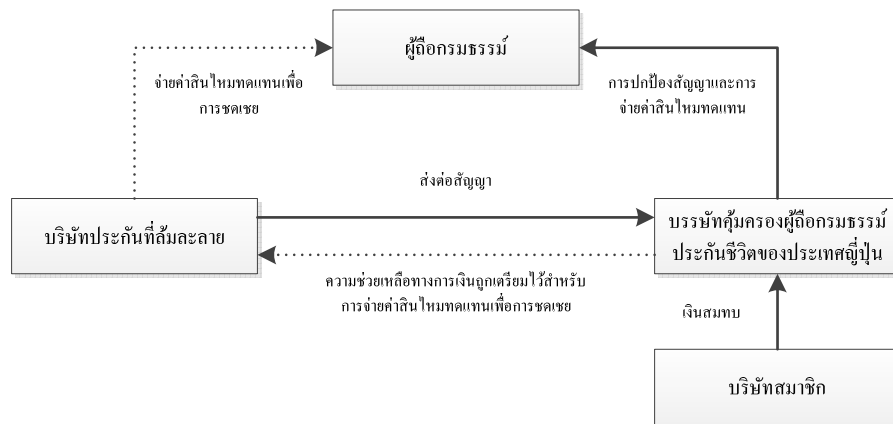 ผู้ถือกรมธรรม์
จ่ายค่าสินไหมทดแทนเพื่อ
การชดเชย
การปกป้องสัญญาและการ
จ่ายค่าสินไหมทดแทน
ส่งต่อสัญญา
บริษัทประกันที่ล้มละลาย
บรรษัทคุ้มครองผู้ถือกรมธรรม์
ประกันชีวิตของประเทศญี่ปุ่น
ความช่วยเหลือทางการเงินถูกเตรียมไว้สำหรับ
การจ่ายค่าสินไหมทดแทนเพื่อการชดเชย
เงินสมทบ
บริษัทสมาชิก